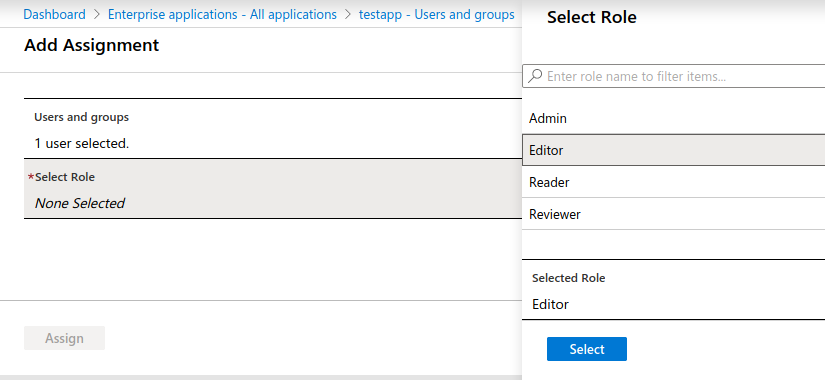 Dashboard > Enterprise applications - All applications > testapp - Users and groups
Add Assignment
Users and groups
1 user selected.
*Select Role
None Selected
Assign
Select Role
Enter role name to filter items...
Admin
Editor
Reader
Reviewer
Selected Role
Editor
Select